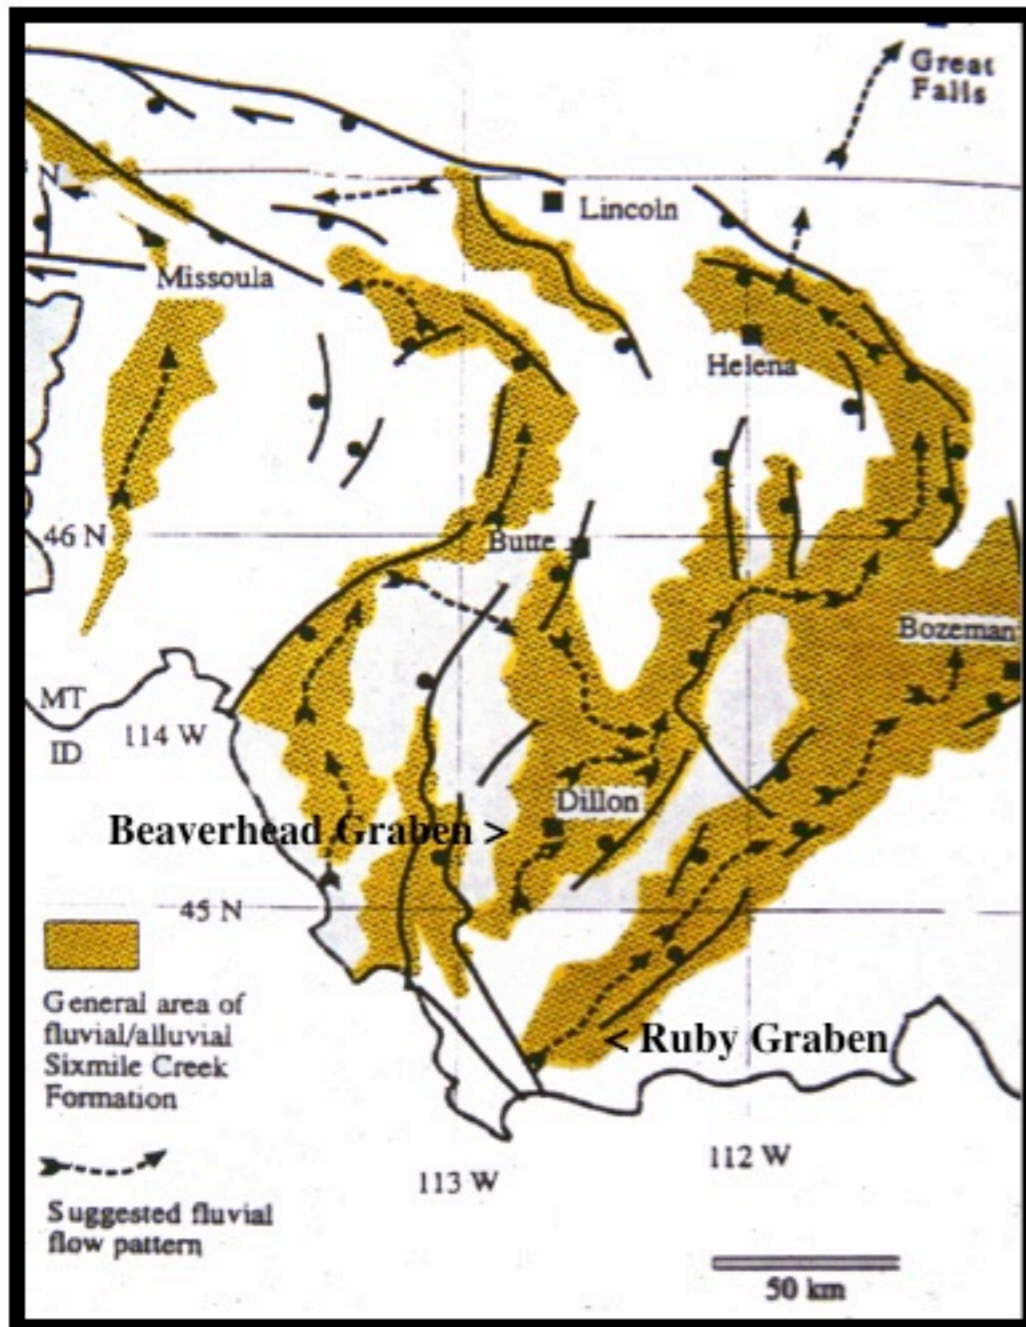 Great
Falls
N
Lincoln
Missoula
Helena
46 N
Butte
Bozeman
MT
ID
114 W
Dillon
Beaverhead Graben >
45 N
General area of
fluvial/alluvial
Sixmile Creek
Formation
< Ruby Graben
113 W
112 W
Suggested fluvial
flow pattern
50 km